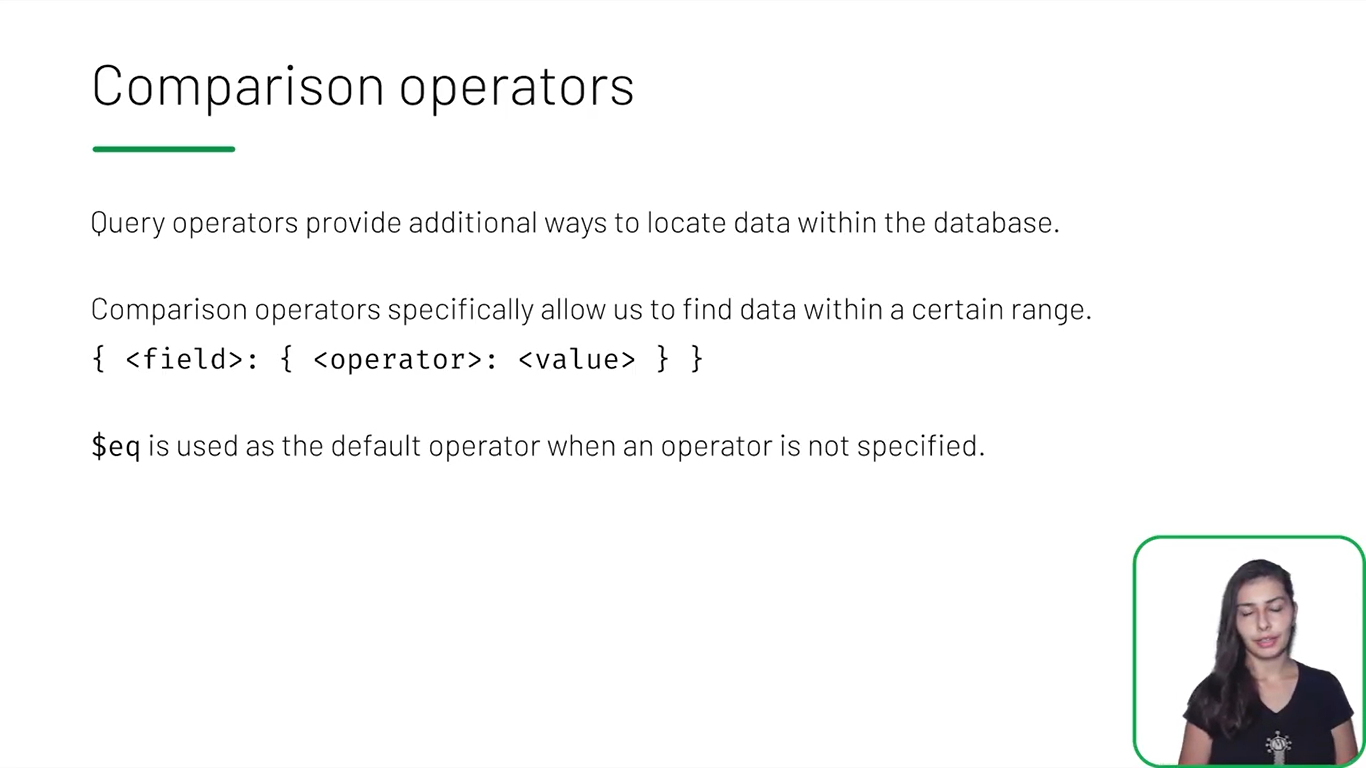 Comparison operators
Query operators provide additional ways to locate data within the database.
Comparison operators specifically allow us to find data within a certain range.
{ <field>: { <operator>: <value> } }
$eq is used as the default operator when an operator is not specified.